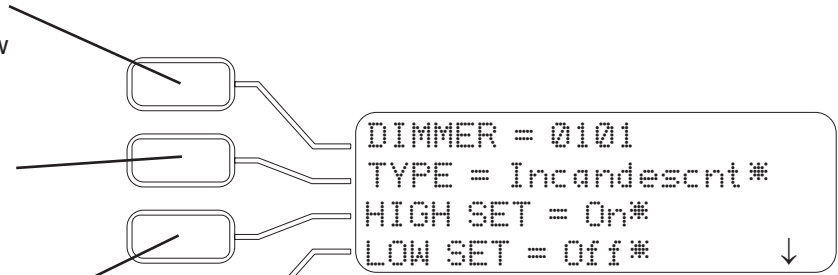 DIMMER = 0101
TYPE = Incandescnt*
HIGH SET = On*
LOW SET = Off* ↓